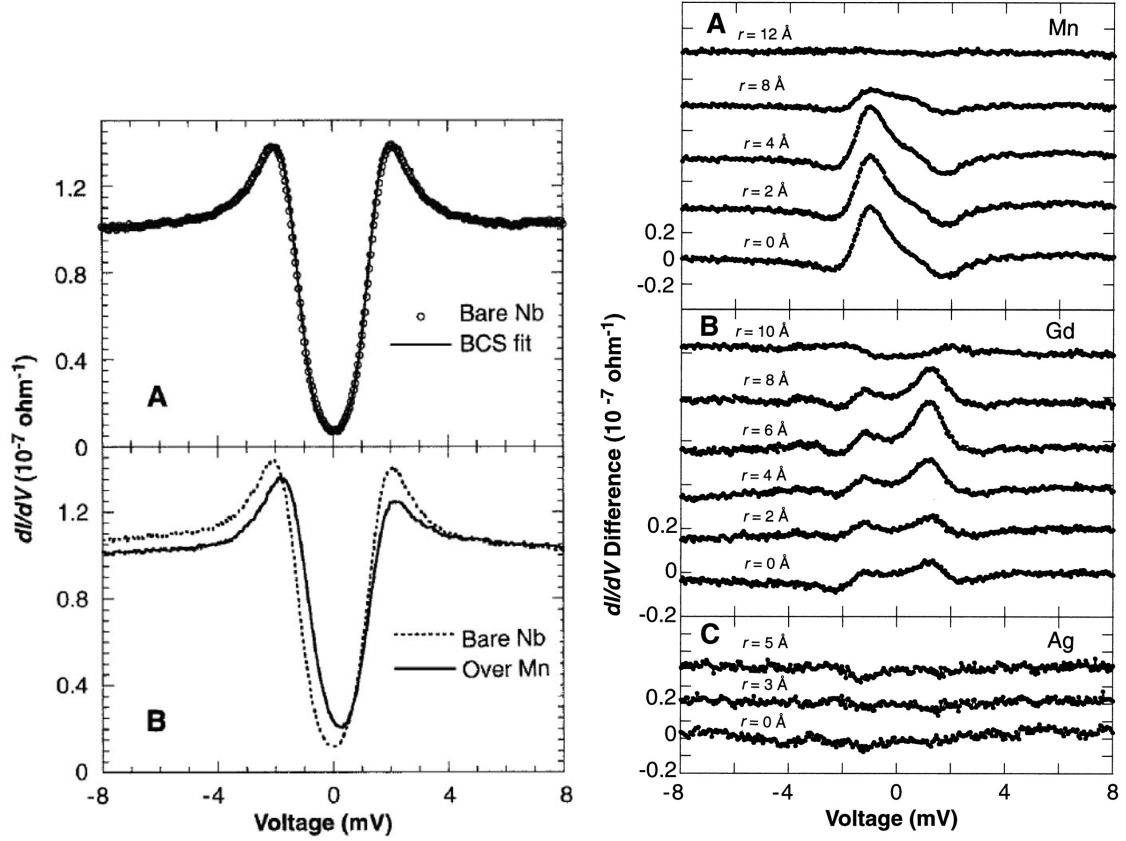 dI/dV (10⁻⁷ ohm⁻¹)
1.2
0.8
0.4
0
Bare Nb
BCS fit
A
1.2
0.8
0.4
0
Bare Nb
Over Mn
B
-8 -4 0 4 8
Voltage (mV)
dI/dV Difference (10⁻⁷ ohm⁻¹)
A Mn
r = 12 Å
r = 8 Å
r = 4 Å
r = 2 Å
r = 0 Å
0.2
0
-0.2
B Gd
r = 10 Å
r = 8 Å
r = 6 Å
r = 4 Å
r = 2 Å
r = 0 Å
0.2
0
-0.2
C Ag
r = 5 Å
r = 3 Å
r = 0 Å
0.2
0
-0.2
-8 -4 0 4 8
Voltage (mV)